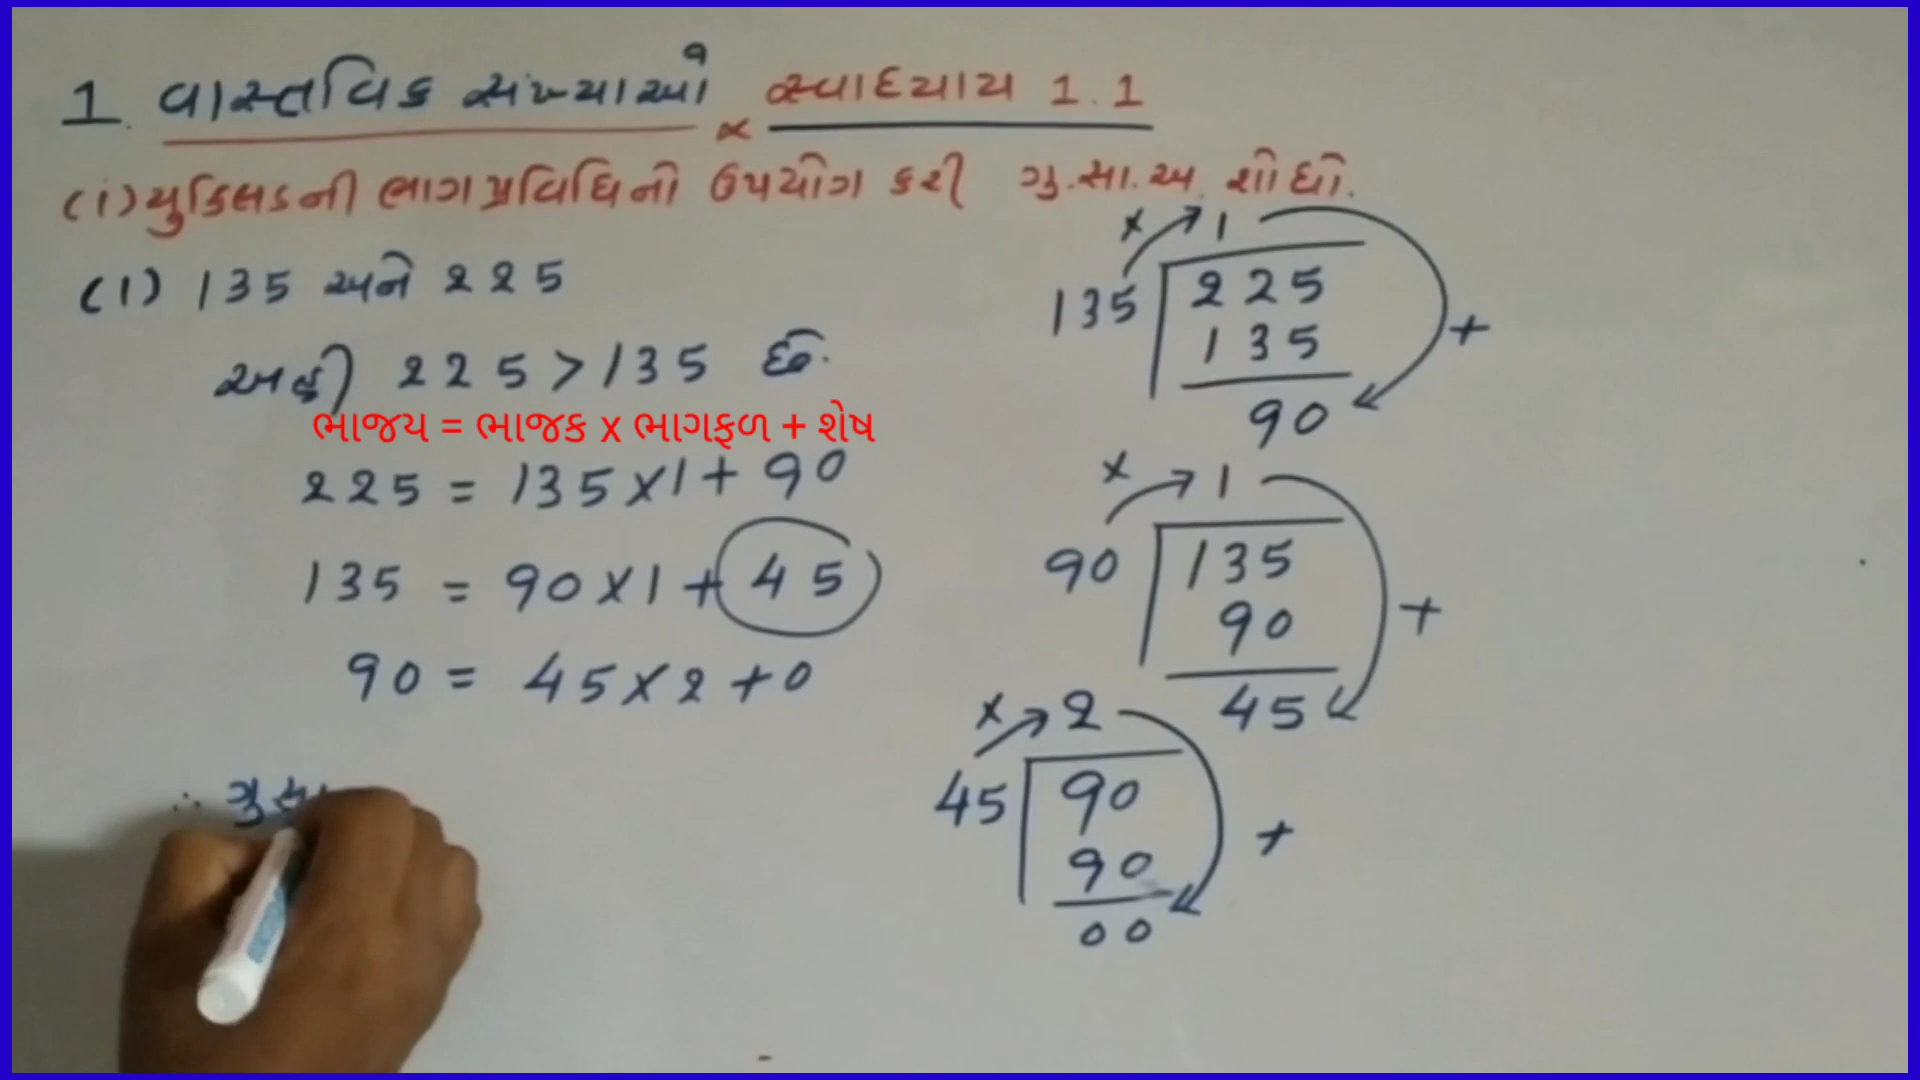 1. વાસ્તવિક સંખ્યાઓ × સ્વાધ્યાય 1.1
(i) યુક્લિડની ભાગ પ્રવિધિનો ઉપયોગ કરી ગુ.સા.અ. શોધો.
(1) 135 અને 225
અહીં 225 > 135 છે.
ભાજય = ભાજક x ભાગફળ + શેષ
225 = 135 × 1 + 90
135 = 90 × 1 + 45
90 = 45 × 2 + 0
∴ ગુસા
× 1
135 225 +
135
90
× 1
90 135 +
90
45
× 2
45 90 +
90
00